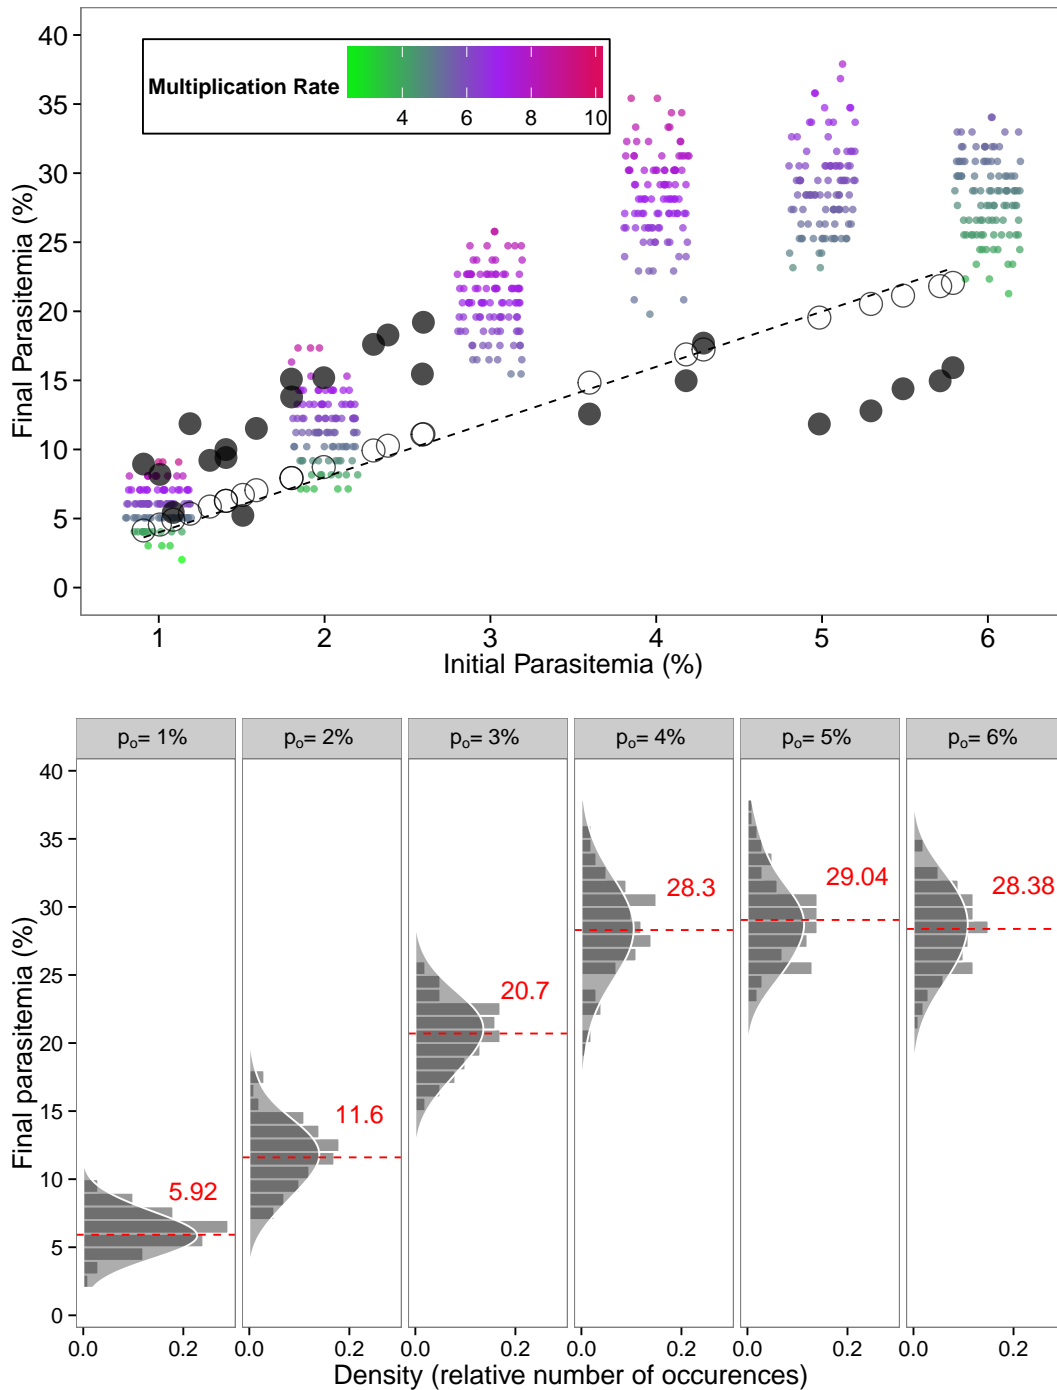 40
35
30
25
20
15
10
5
0
Final Parasitemia (%)
Multiplication Rate
4 6 8 10
1 2 3 4 5 6
Initial Parasitemia (%)
pₒ= 1% pₒ= 2% pₒ= 3% pₒ= 4% pₒ= 5% pₒ= 6%
40
35
30
25
20
15
10
5
0
Final parasitemia (%)
5.92
11.6
20.7
28.3
29.04
28.38
0.0 0.2 0.0 0.2 0.0 0.2 0.0 0.2 0.0 0.2 0.0 0.2
Density (relative number of occurences)